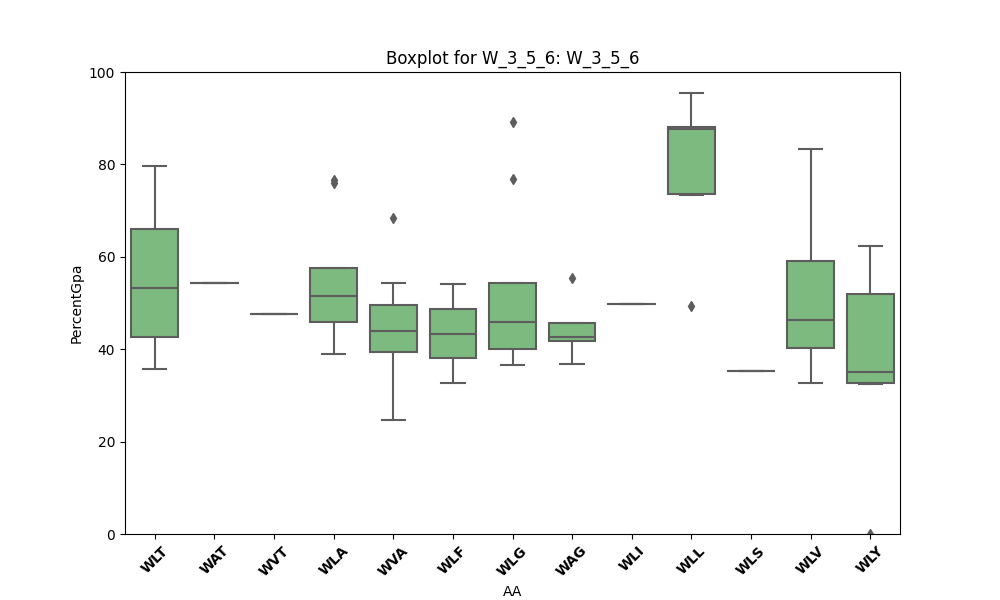 Boxplot for W_3_5_6: W_3_5_6
100
80
60
40
20
0
PercentGpa
WLT
WAT
WVT
WLA
WVA
WLF
WLG
WAG
WLI
WLL
WLS
WLV
WLY
AA